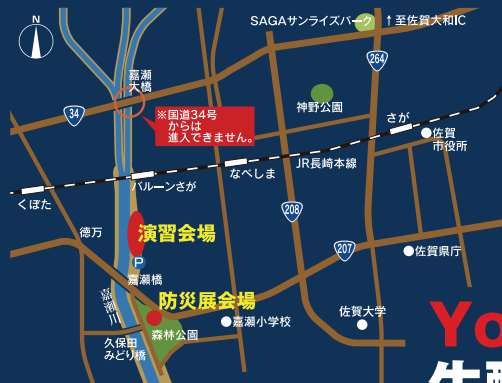 N
SAGAサンライズパーク
↑至佐賀大和IC
嘉瀬
大橋
264
34
※国道34号
からは
進入できません。
神野公園
さが
佐賀
市役所
JR長崎本線
なべしま
バルーンさが
くぼた
208
徳万
演習会場
P
207
佐賀県庁
嘉瀬橋
嘉瀬川
防災展会場
森林公園
嘉瀬小学校
佐賀大学
久保田
みどり橋
Yo